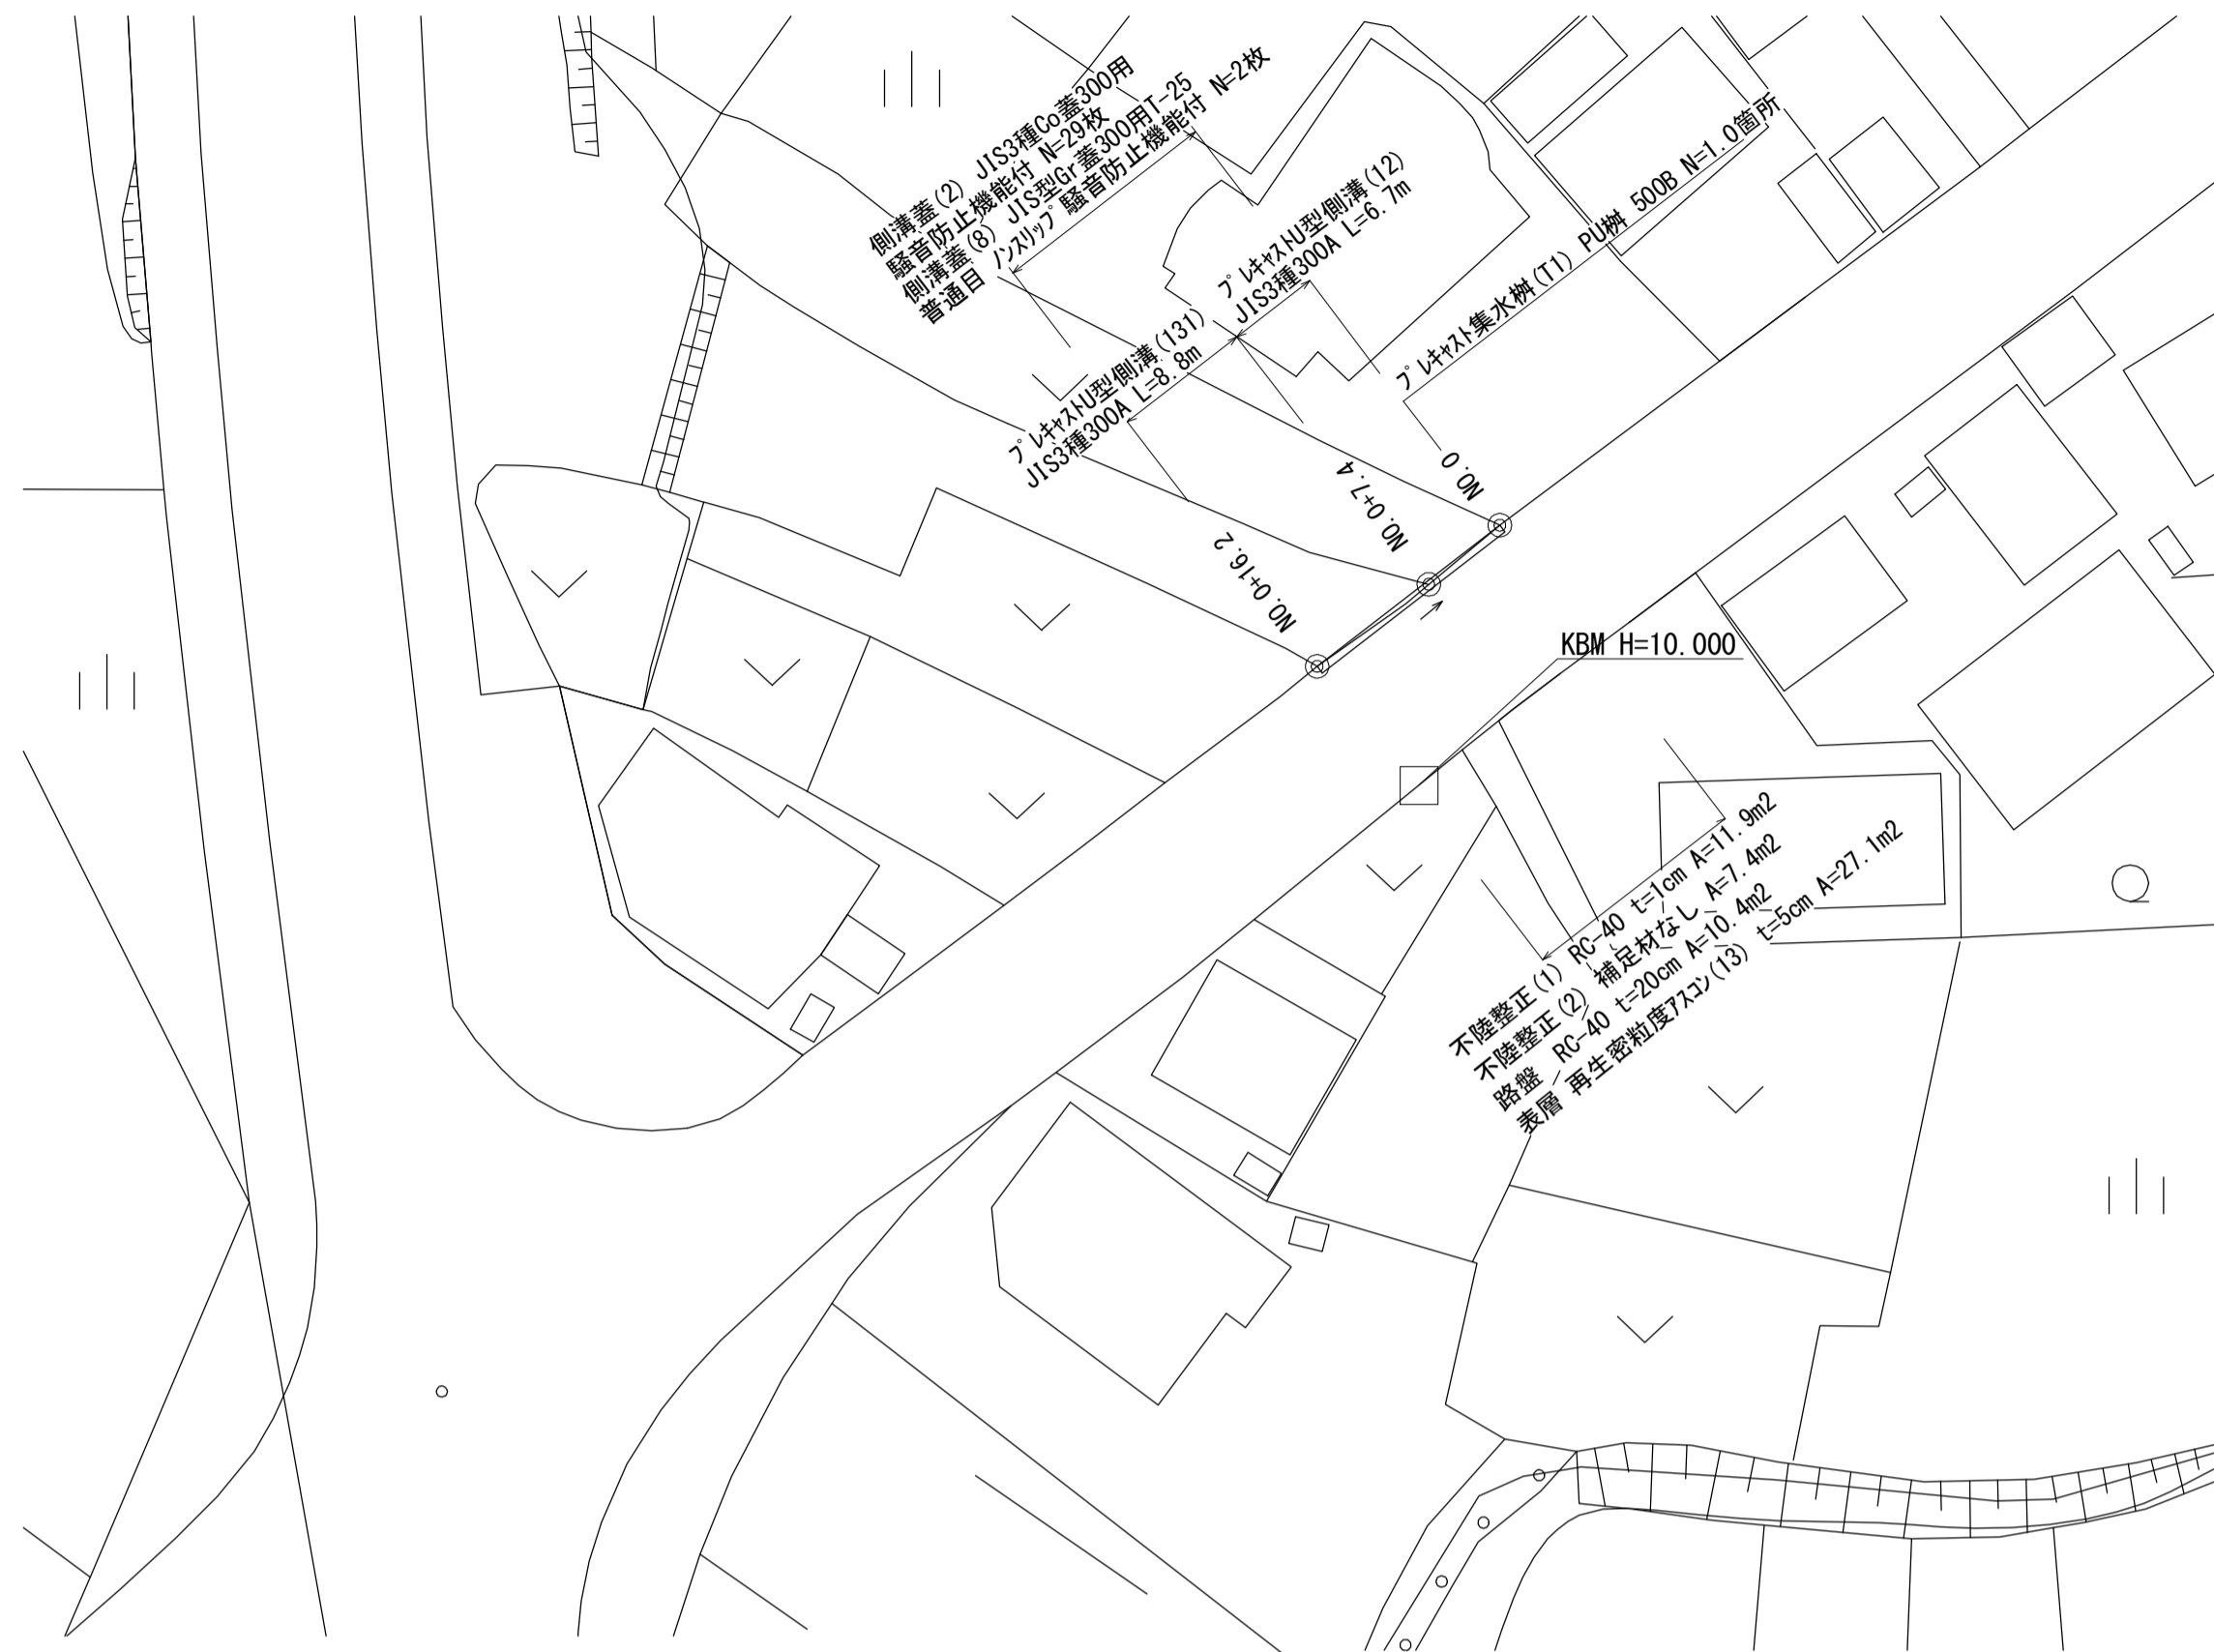 側溝蓋(2) JIS3種Co蓋300用
騒音防止機能付 N=29枚
側溝蓋(8) JIS型Gr蓋300用T-25
普通目 ﾉﾝｽﾘｯﾌﾟ 騒音防止機能付 N=2枚
ﾌﾟﾚｷｬｽﾄU型側溝(12)
JIS3種300A L=6.7m
ﾌﾟﾚｷｬｽﾄ集水桝(T1) PU桝 500B N=1.0箇所
ﾌﾟﾚｷｬｽﾄU型側溝(131)
JIS3種300A L=8.8m
NO.0
NO.0+7.4
NO.0+16.2
KBM H=10.000
不陸整正(1) RC-40 t=1cm A=11.9m2
不陸整正(2) 補足材なし A=7.4m2
路盤 RC-40 t=20cm A=10.4m2
表層 再生密粒度ｱｽｺﾝ(13) t=5cm A=27.1m2